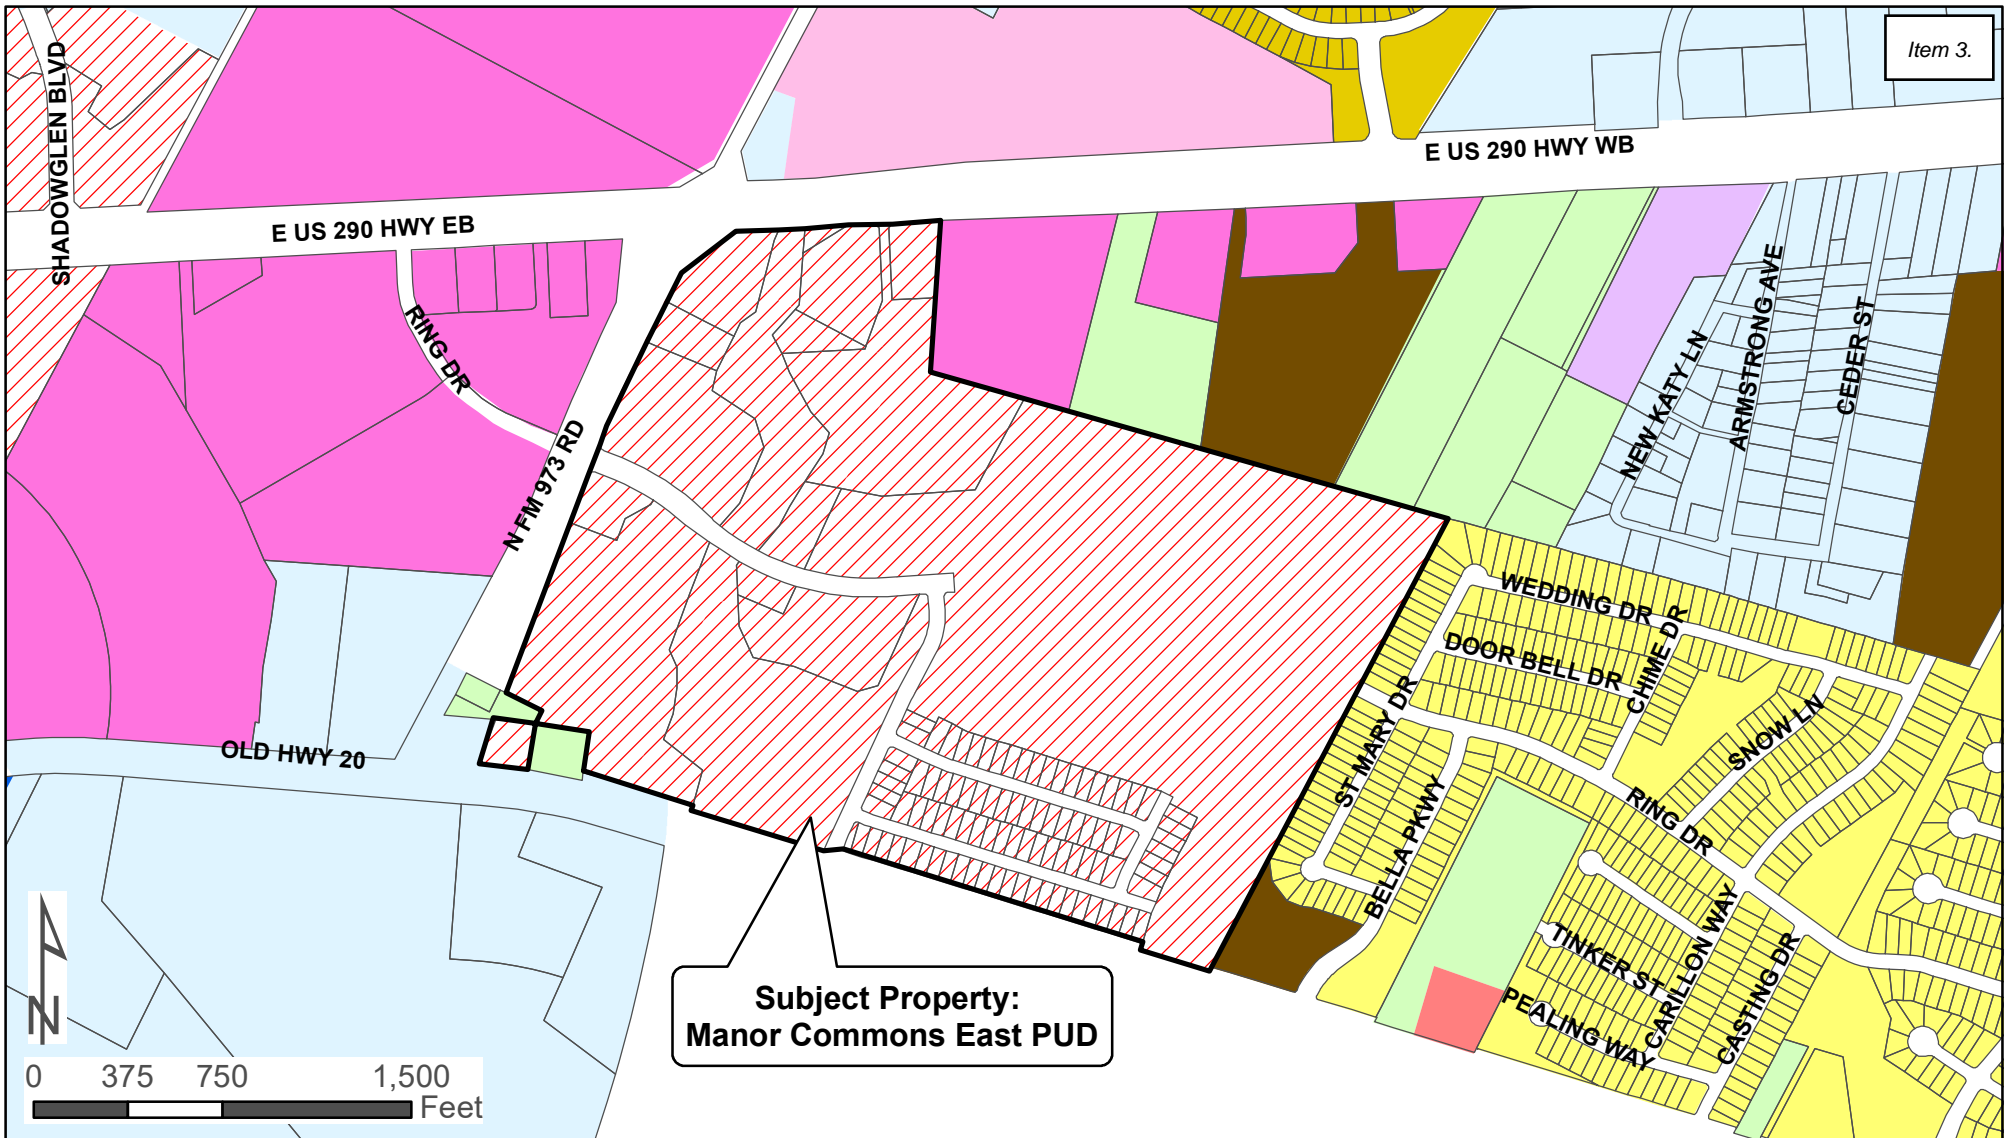 Item 3.
SHADOWGLEN BLVD
E US 290 HWY WB
E US 290 HWY EB
RING DR
N FM 973 RD
NEW KATY LN
ARMSTRONG AVE
CEDER ST
WEDDING DR
DOOR BELL DR
CHIME DR
ST MARY DR
SNOW LN
OLD HWY 20
BELLA PKWY
RING DR
TINKER ST
CARILLON WAY
CASTING DR
PEALING WAY
Subject Property:
Manor Commons East PUD
N
0 375 750 1,500
Feet